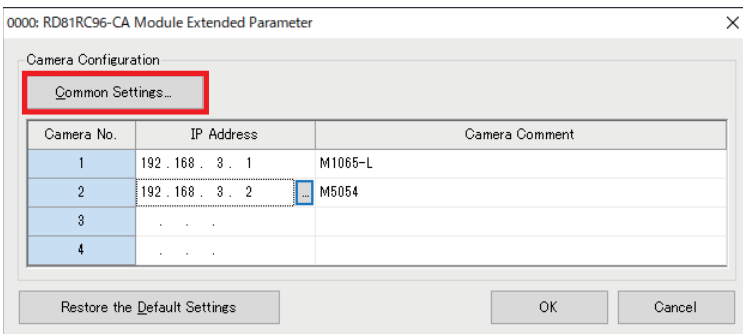 0000: RD81RC96-CA Module Extended Parameter
Camera Configuration
Common Settings...
Camera No. IP Address Camera Comment
1 192 . 168 . 3 . 1 M1065-L
2 192 . 168 . 3 . 2 ... M5054
3 . . .
4 . . .
Restore the Default Settings OK Cancel